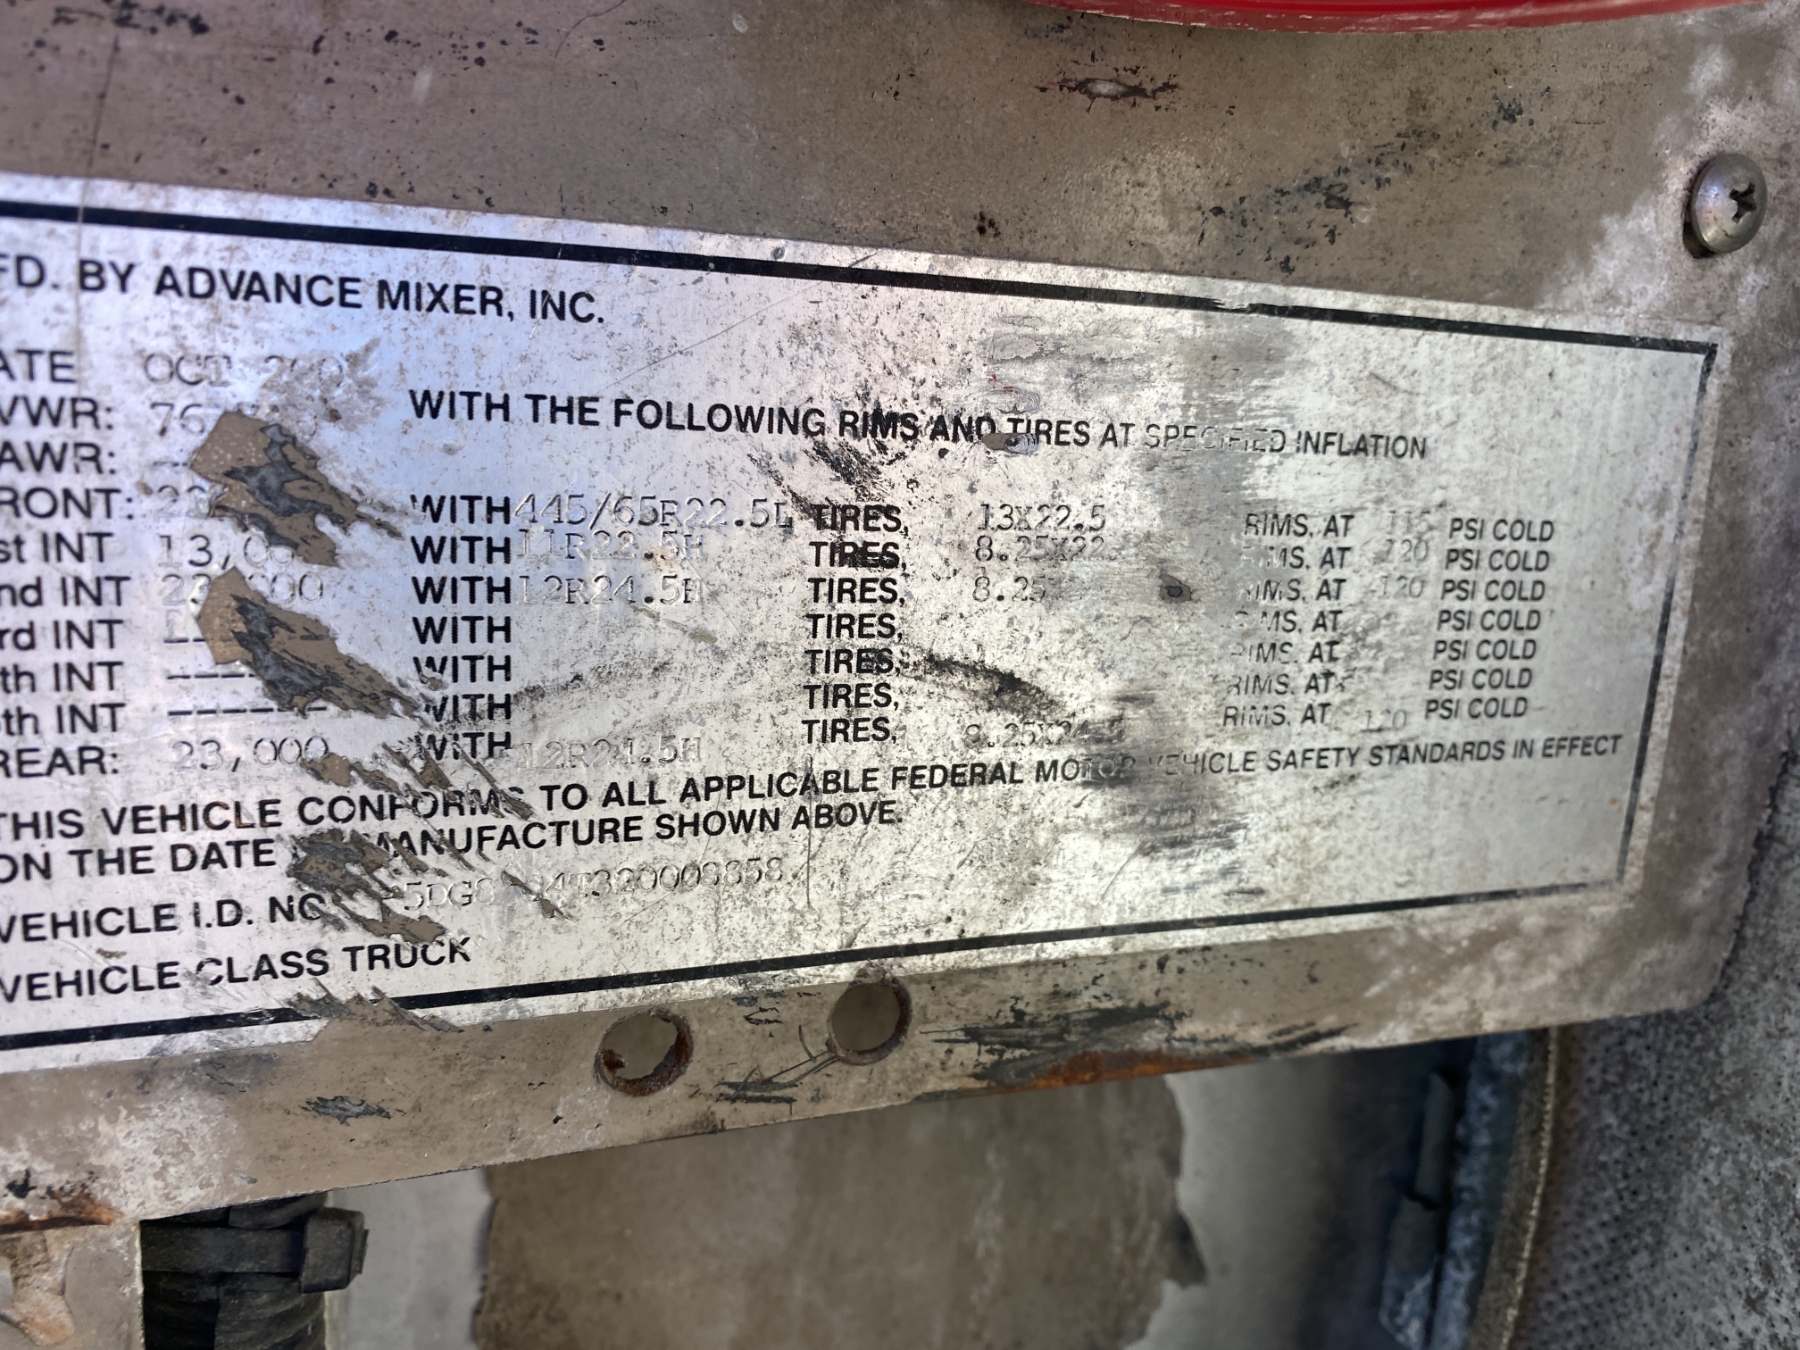 FD. BY ADVANCE MIXER, INC.
ATE OCT
VWR: WITH THE FOLLOWING RIMS AND TIRES AT SPECIFIED INFLATION
AWR:
RONT: WITH 445/65R22.5L TIRES, 13X22.5 RIMS, AT 115 PSI COLD
st INT WITH 11R22.5H TIRES, RIMS, AT 120 PSI COLD
nd INT WITH 12R24.5H TIRES, RIMS, AT 120 PSI COLD
rd INT WITH TIRES, RIMS, AT PSI COLD
th INT WITH TIRES, RIMS, AT PSI COLD
th INT WITH TIRES, RIMS, AT PSI COLD
REAR: 23,000 WITH 12R24.5H TIRES, RIMS, AT 120 PSI COLD
THIS VEHICLE CONFORMS TO ALL APPLICABLE FEDERAL MOTOR VEHICLE SAFETY STANDARDS IN EFFECT
ON THE DATE MANUFACTURE SHOWN ABOVE.
VEHICLE I.D. NO
VEHICLE CLASS TRUCK